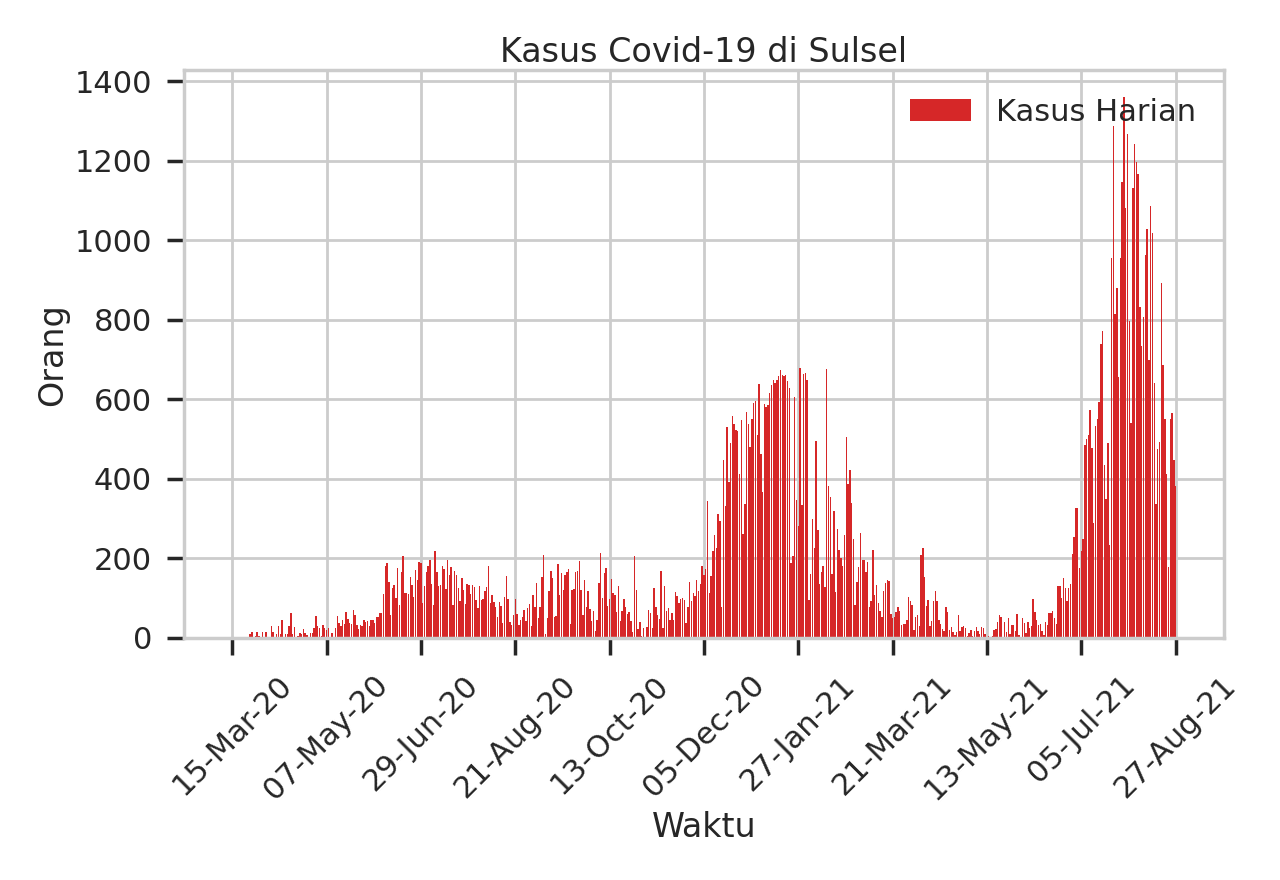 Kasus Covid-19 di Sulsel
1400
1200
1000
800
600
400
200
0
Orang
Kasus Harian
15-Mar-20
07-May-20
29-Jun-20
21-Aug-20
13-Oct-20
05-Dec-20
27-Jan-21
21-Mar-21
13-May-21
05-Jul-21
27-Aug-21
Waktu